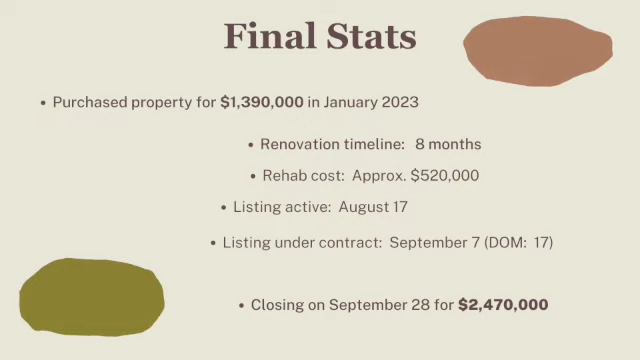 Final Stats
• Purchased property for $1,390,000 in January 2023
• Renovation timeline: 8 months
• Rehab cost: Approx. $520,000
• Listing active: August 17
• Listing under contract: September 7 (DOM: 17)
• Closing on September 28 for $2,470,000